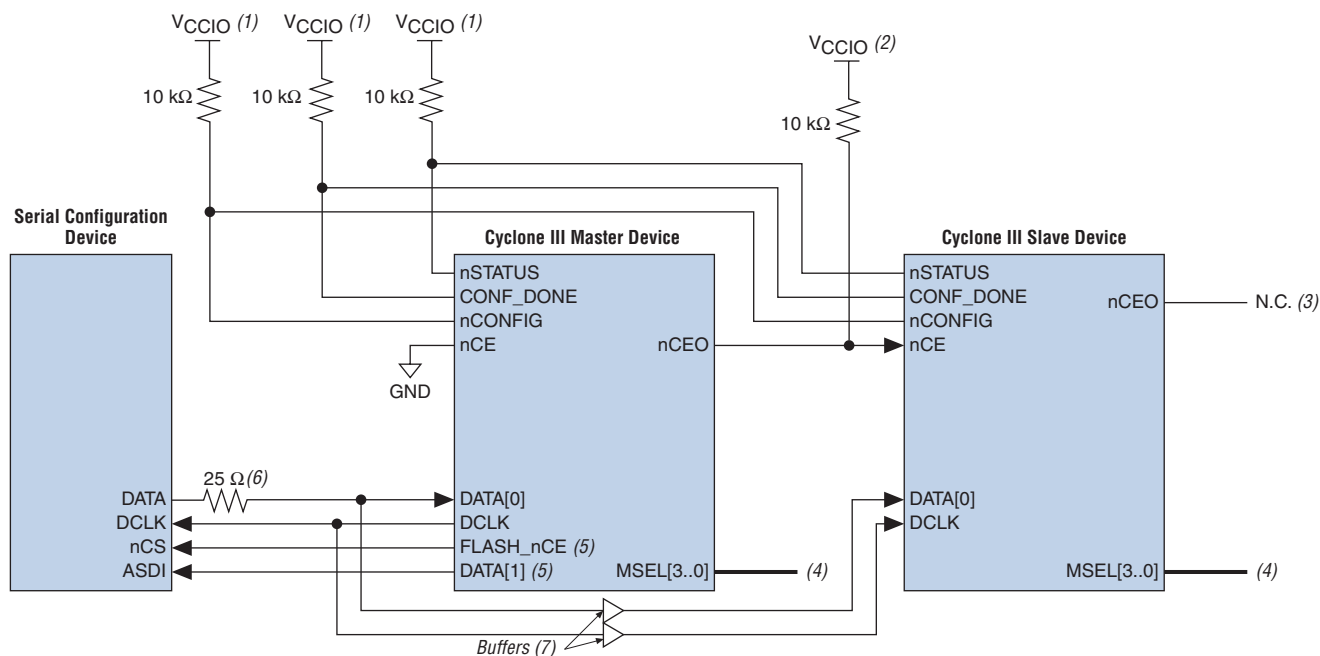 VCCIO (1) VCCIO (1) VCCIO (1)
VCCIO (2)
10 kΩ 10 kΩ 10 kΩ
10 kΩ
Serial Configuration
Device
Cyclone III Master Device
Cyclone III Slave Device
nSTATUS
CONF_DONE
nCONFIG
nCE
nCEO
GND
nSTATUS
CONF_DONE
nCONFIG
nCE
nCEO
N.C. (3)
25 Ω (6)
DATA
DCLK
nCS
ASDI
DATA[0]
DCLK
FLASH_nCE (5)
DATA[1] (5)
MSEL[3..0]
(4)
DATA[0]
DCLK
MSEL[3..0]
(4)
Buffers (7)